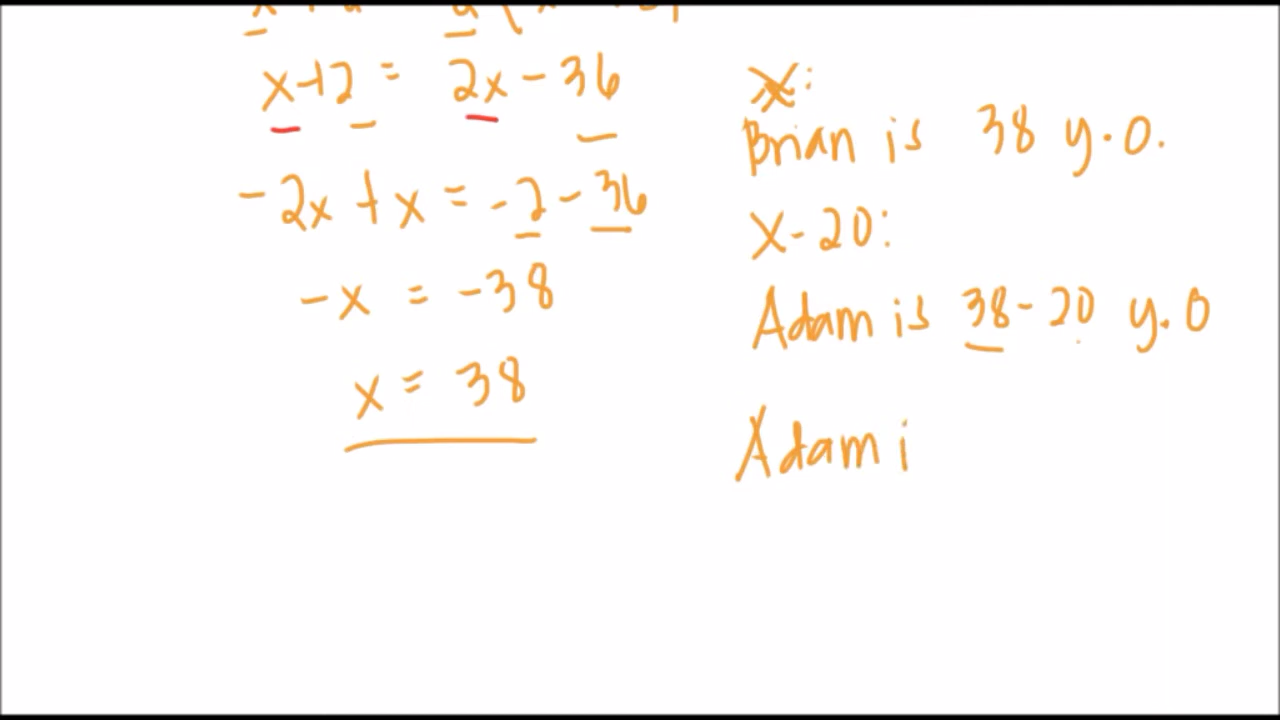 x+2 = 2x - 36
-2x + x = -2 - 36
-x = -38
x = 38
x:
Brian is 38 y.o.
x-20:
Adam is 38-20 y.o
Adam i